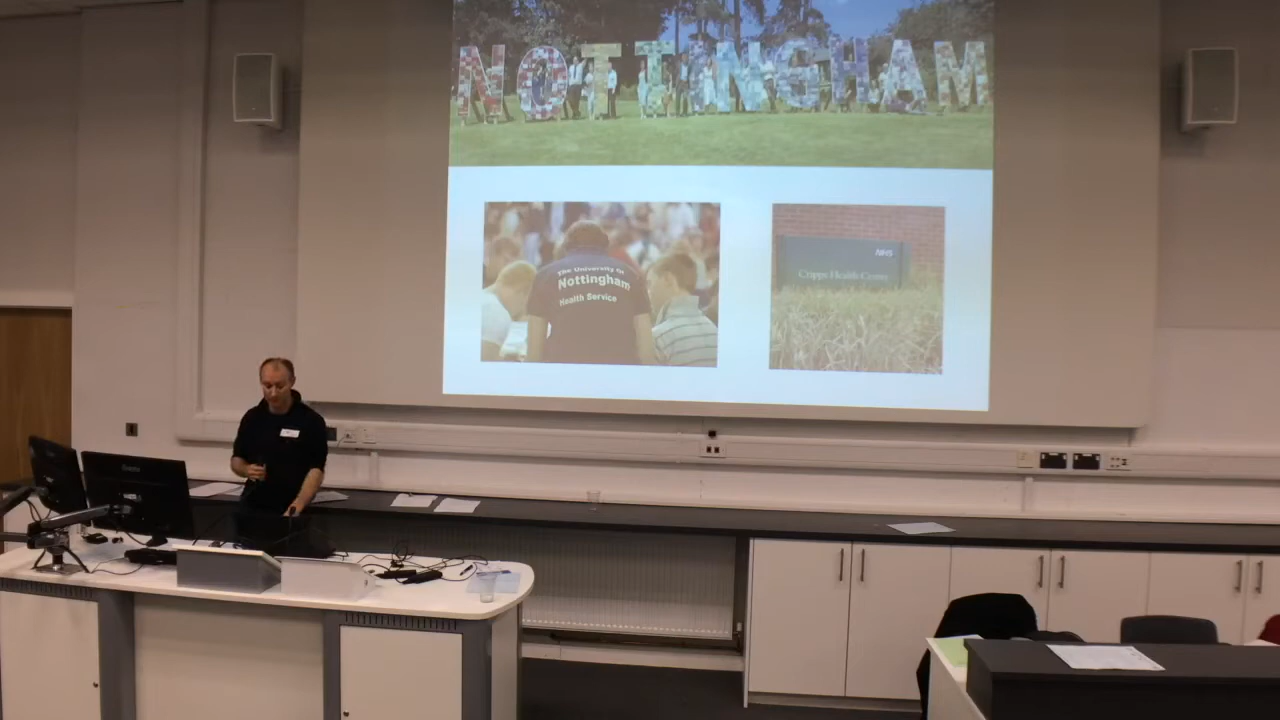 NOTTINGHAM
The University Of
Nottingham
Health Service
NHS
Cripps Health Centre